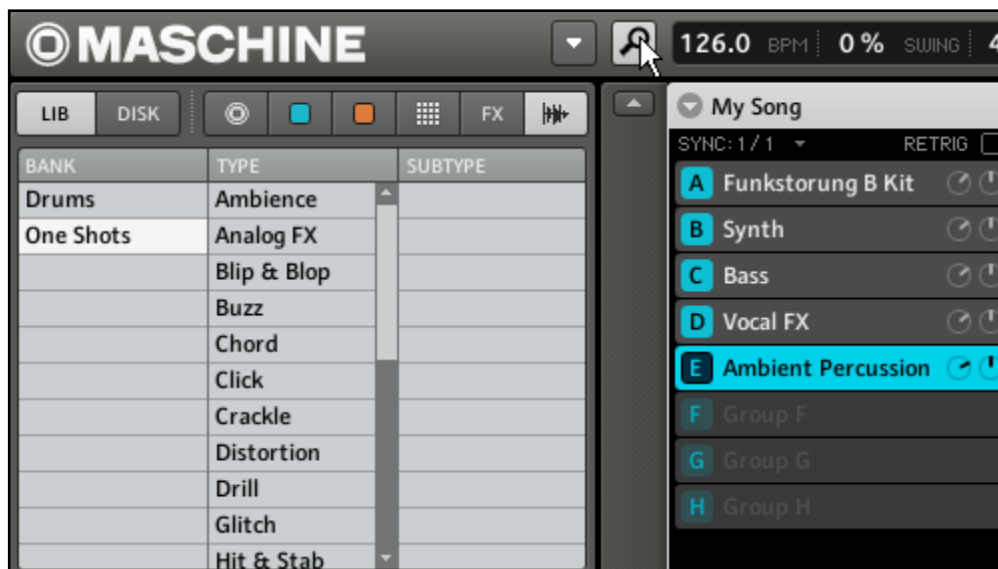 MASCHINE
126.0 BPM 0% SWING 4
LIB DISK FX
BANK TYPE SUBTYPE
Drums Ambience
One Shots Analog FX
Blip & Blop
Buzz
Chord
Click
Crackle
Distortion
Drill
Glitch
Hit & Stab
My Song
SYNC: 1 / 1 RETRIG
A Funkstorung B Kit
B Synth
C Bass
D Vocal FX
E Ambient Percussion
F Group F
G Group G
H Group H